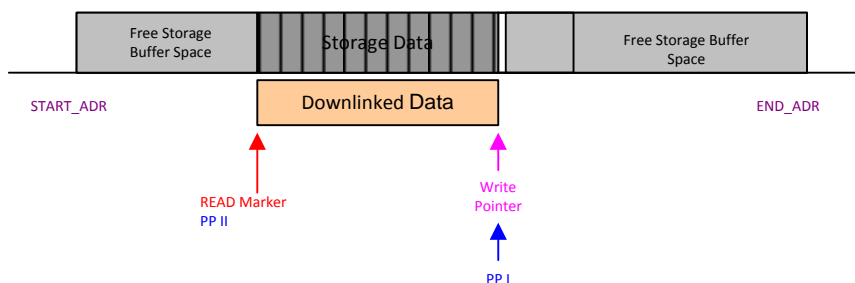 Free Storage
Buffer Space
Storage Data
Free Storage Buffer
Space
START_ADR
Downlinked Data
END_ADR
READ Marker
PP II
Write
Pointer
PP I